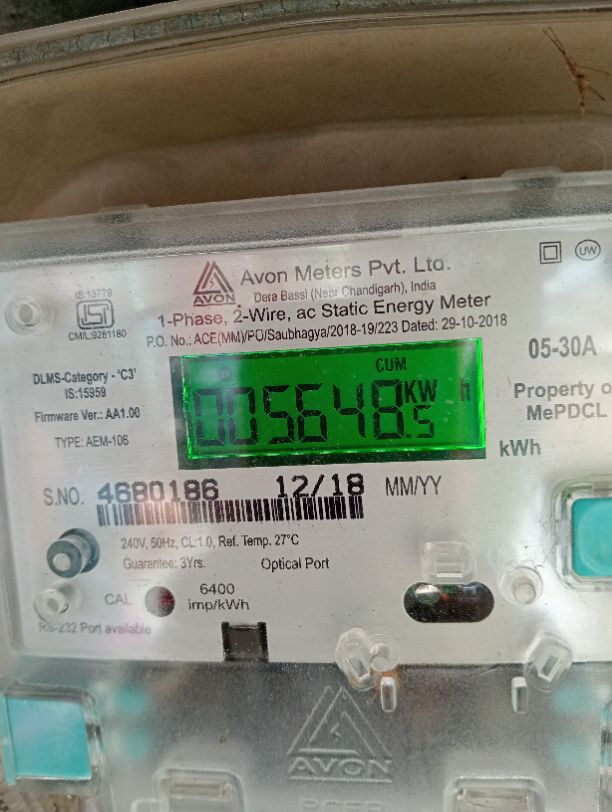 AVON
Avon Meters Pvt. Ltd.
Dera Bassi (Near Chandigarh), India
UW
IS:13779
CM/L:9281180
1-Phase, 2-Wire, ac Static Energy Meter
P.O. No.: ACE(MM)/PO/Saubhagya/2018-19/223 Dated: 29-10-2018
05-30A
DLMS-Category - 'C3'
IS:15959
Firmware Ver.: AA1.00
TYPE: AEM-106
CUM
005648.5 KW h
Property
MePDCL
kWh
S.NO. 4680186 12/18 MM/YY
240V, 50Hz, CL:1.0, Ref. Temp. 27°C
Guarantee: 3Yrs. Optical Port
CAL
6400
imp/kWh
RS-232 Port available
AVON